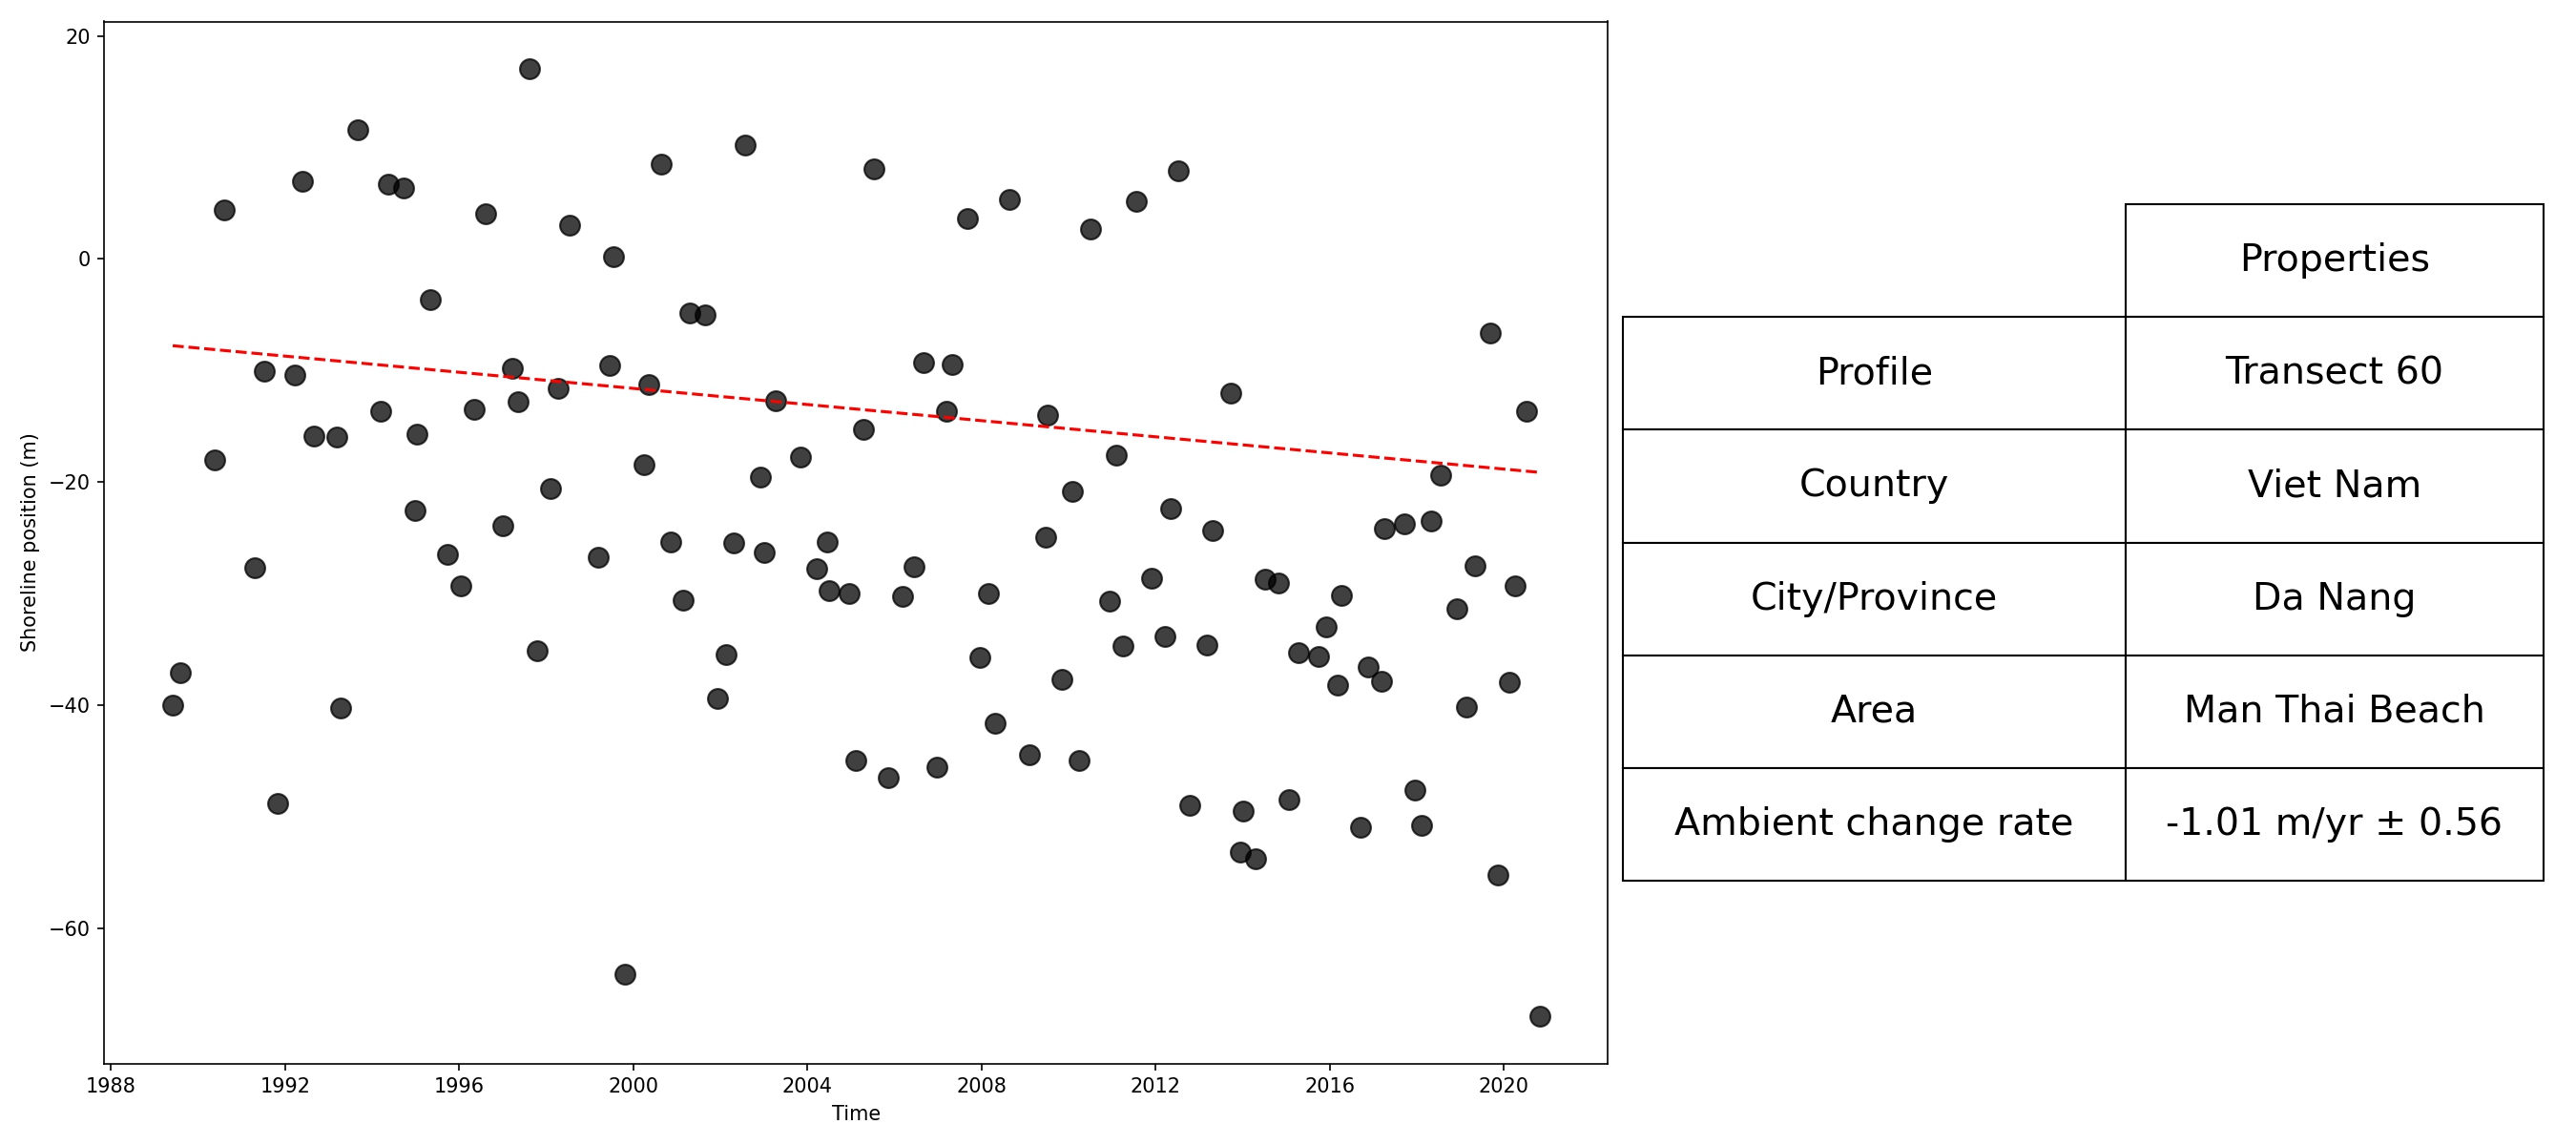 20
0
−20
−40
−60
Shoreline position (m)
1988 1992 1996 2000 2004 2008 2012 2016 2020
Time
Properties
Profile Transect 60
Country Viet Nam
City/Province Da Nang
Area Man Thai Beach
Ambient change rate -1.01 m/yr ± 0.56